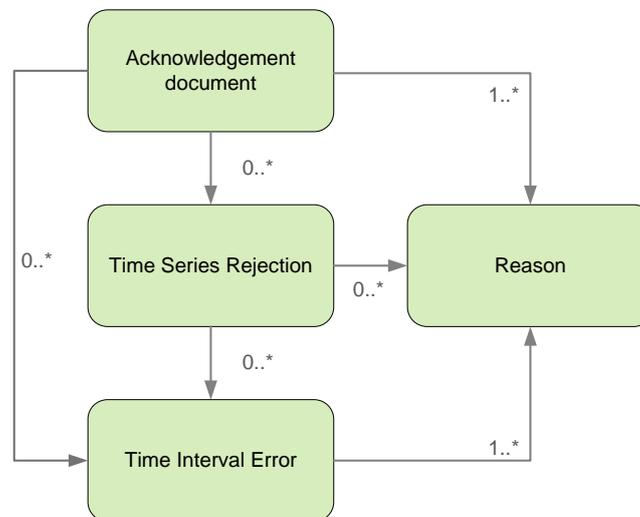 Acknowledgement
document
1..*
0..*
Time Series Rejection
Reason
0..*
0..*
0..*
Time Interval Error
1..*